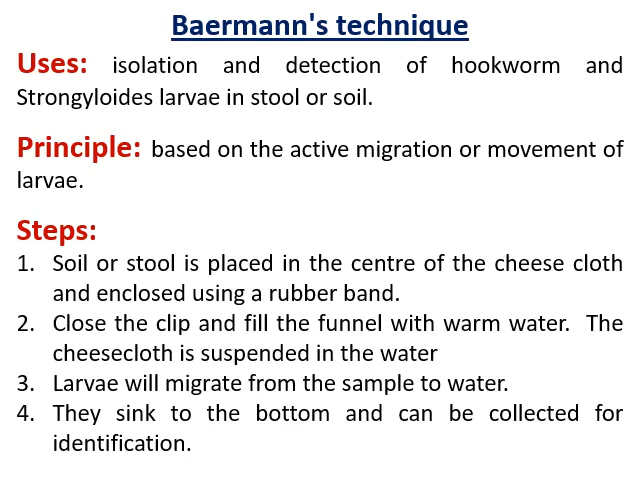 Baermann's technique
Uses: isolation and detection of hookworm and
Strongyloides larvae in stool or soil.
Principle: based on the active migration or movement of
larvae.
Steps:
1. Soil or stool is placed in the centre of the cheese cloth
and enclosed using a rubber band.
2. Close the clip and fill the funnel with warm water. The
cheesecloth is suspended in the water
3. Larvae will migrate from the sample to water.
4. They sink to the bottom and can be collected for
identification.